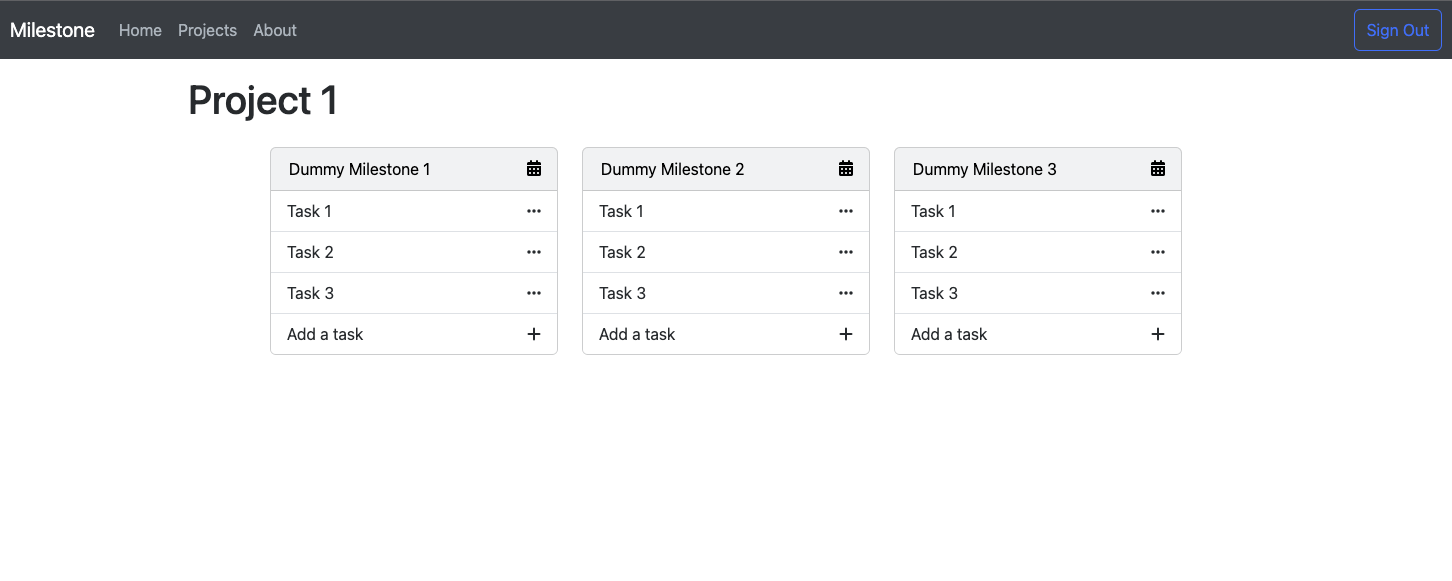 Milestone Home Projects About Sign Out
Project 1
Dummy Milestone 1
Task 1
Task 2
Task 3
Add a task
Dummy Milestone 2
Task 1
Task 2
Task 3
Add a task
Dummy Milestone 3
Task 1
Task 2
Task 3
Add a task